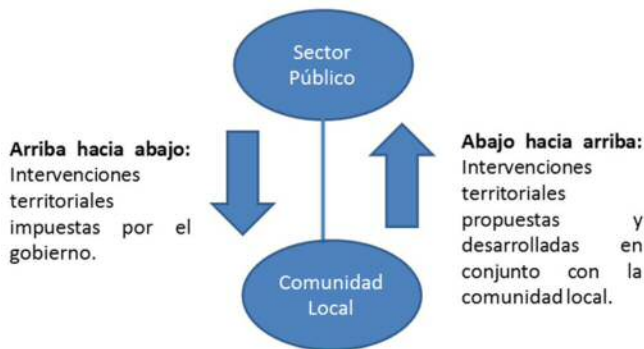 Sector
Público
Arriba hacia abajo:
Intervenciones
territoriales
impuestas por el
gobierno.
Abajo hacia arriba:
Intervenciones
territoriales
propuestas y
desarrolladas en
conjunto con la
comunidad local.
Comunidad
Local